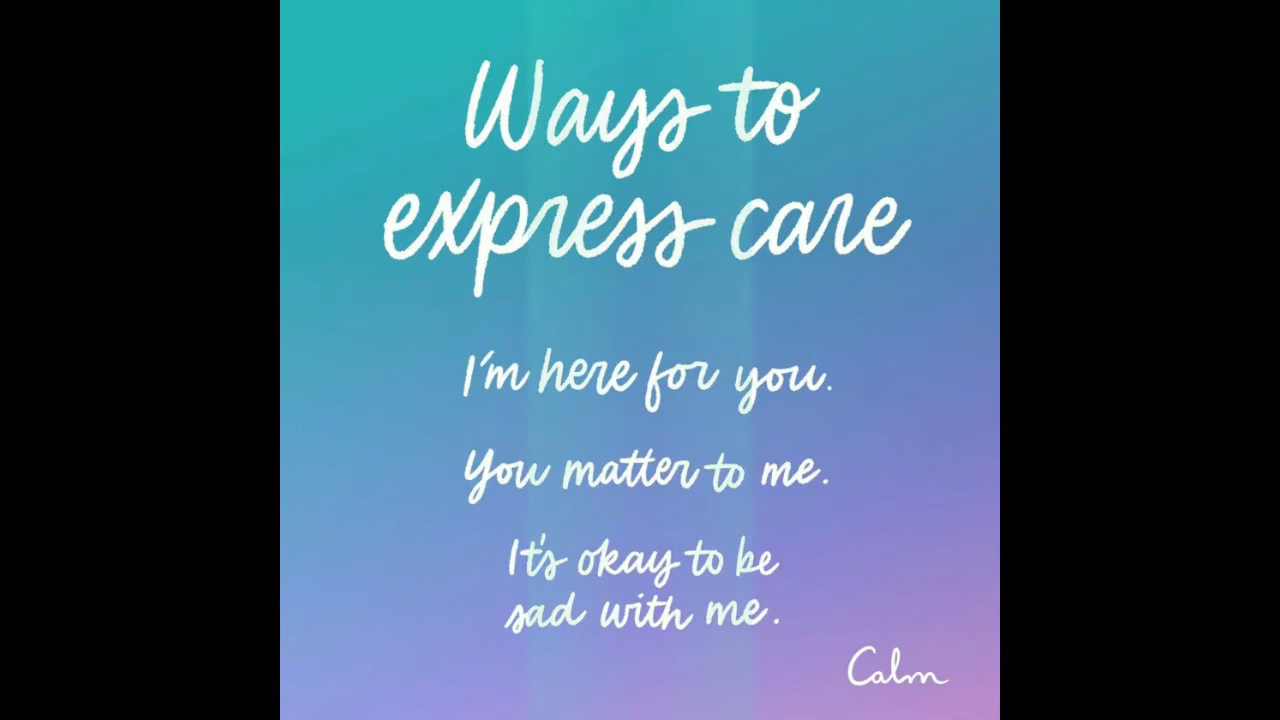 Ways to
express care
I'm here for you.
You matter to me.
It's okay to be
sad with me.
Calm